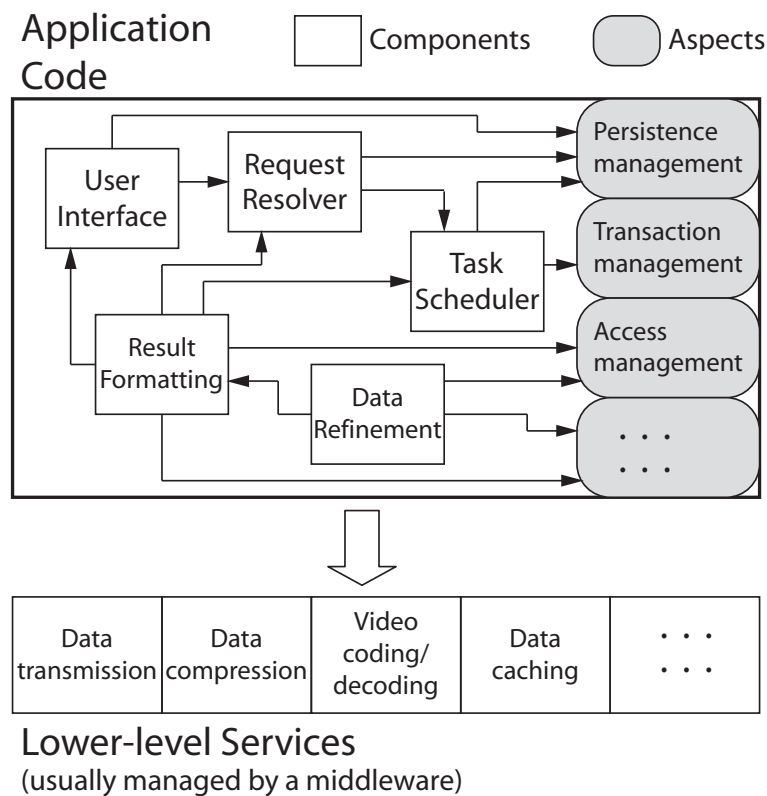 Application
Code
Components
Aspects
User
Interface
Request
Resolver
Persistence
management
Task
Scheduler
Transaction
management
Result
Formatting
Access
management
Data
Refinement
. . .
. . .
Data
transmission
Data
compression
Video
coding/
decoding
Data
caching
. . .
. . .
Lower-level Services
(usually managed by a middleware)